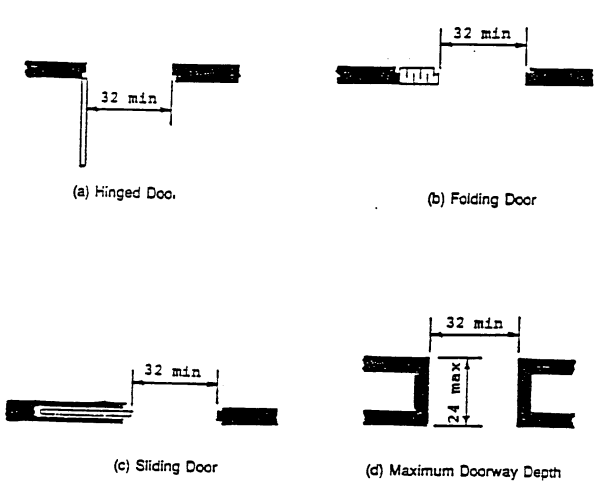 32 min
32 min
(a) Hinged Doo.
(b) Folding Door
32 min
32 min
24 max
(c) Sliding Door
(d) Maximum Doorway Depth